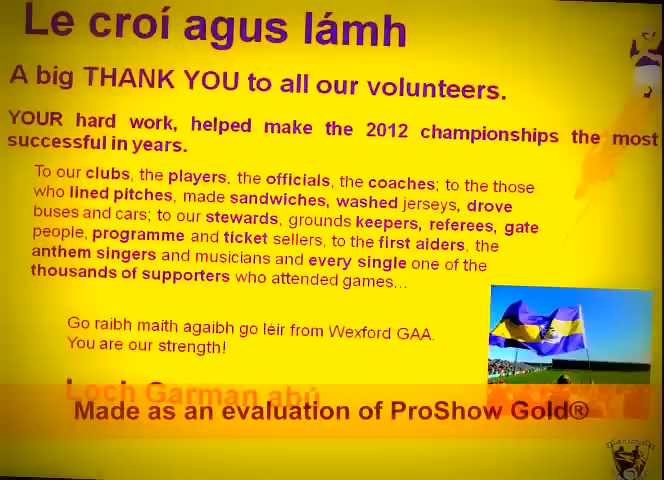 Le croí agus lámh
A big THANK YOU to all our volunteers.
YOUR hard work, helped make the 2012 championships the most
successful in years.
To our clubs, the players, the officials, the coaches; to the those
who lined pitches, made sandwiches, washed jerseys, drove
buses and cars; to our stewards, grounds keepers, referees, gate
people, programme and ticket sellers, to the first aiders, the
anthem singers and musicians and every single one of the
thousands of supporters who attended games...
Go raibh maith agaibh go léir from Wexford GAA.
You are our strength!
Loch Garman abú
Made as an evaluation of ProShow Gold®